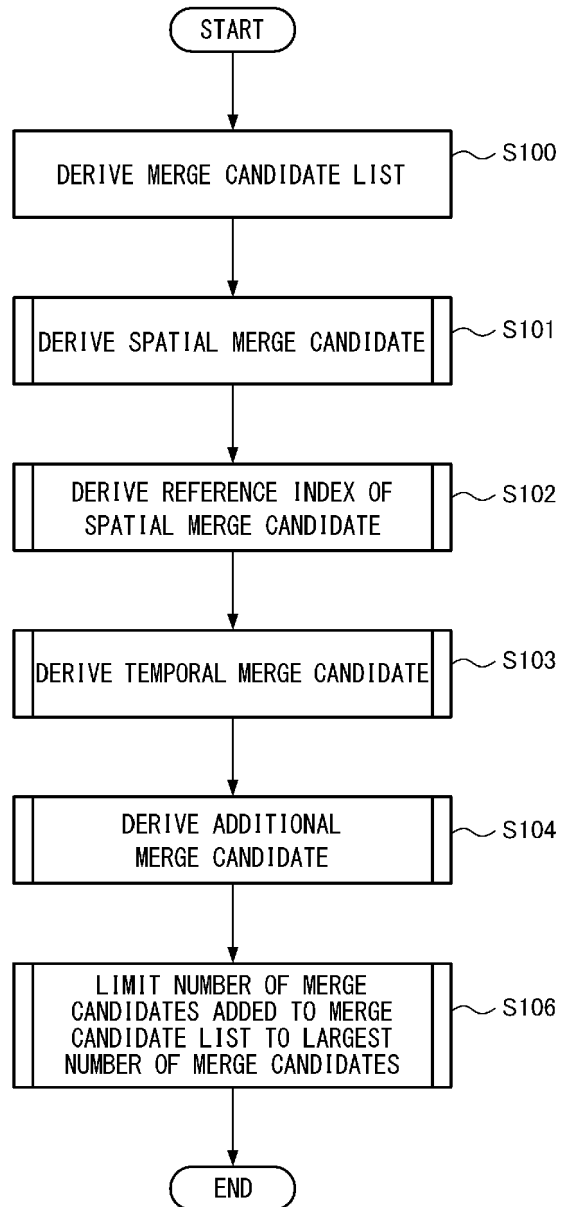 START
DERIVE MERGE CANDIDATE LIST
S100
DERIVE SPATIAL MERGE CANDIDATE
S101
DERIVE REFERENCE INDEX OF
SPATIAL MERGE CANDIDATE
S102
DERIVE TEMPORAL MERGE CANDIDATE
S103
DERIVE ADDITIONAL
MERGE CANDIDATE
S104
LIMIT NUMBER OF MERGE
CANDIDATES ADDED TO MERGE
CANDIDATE LIST TO LARGEST
NUMBER OF MERGE CANDIDATES
S106
END